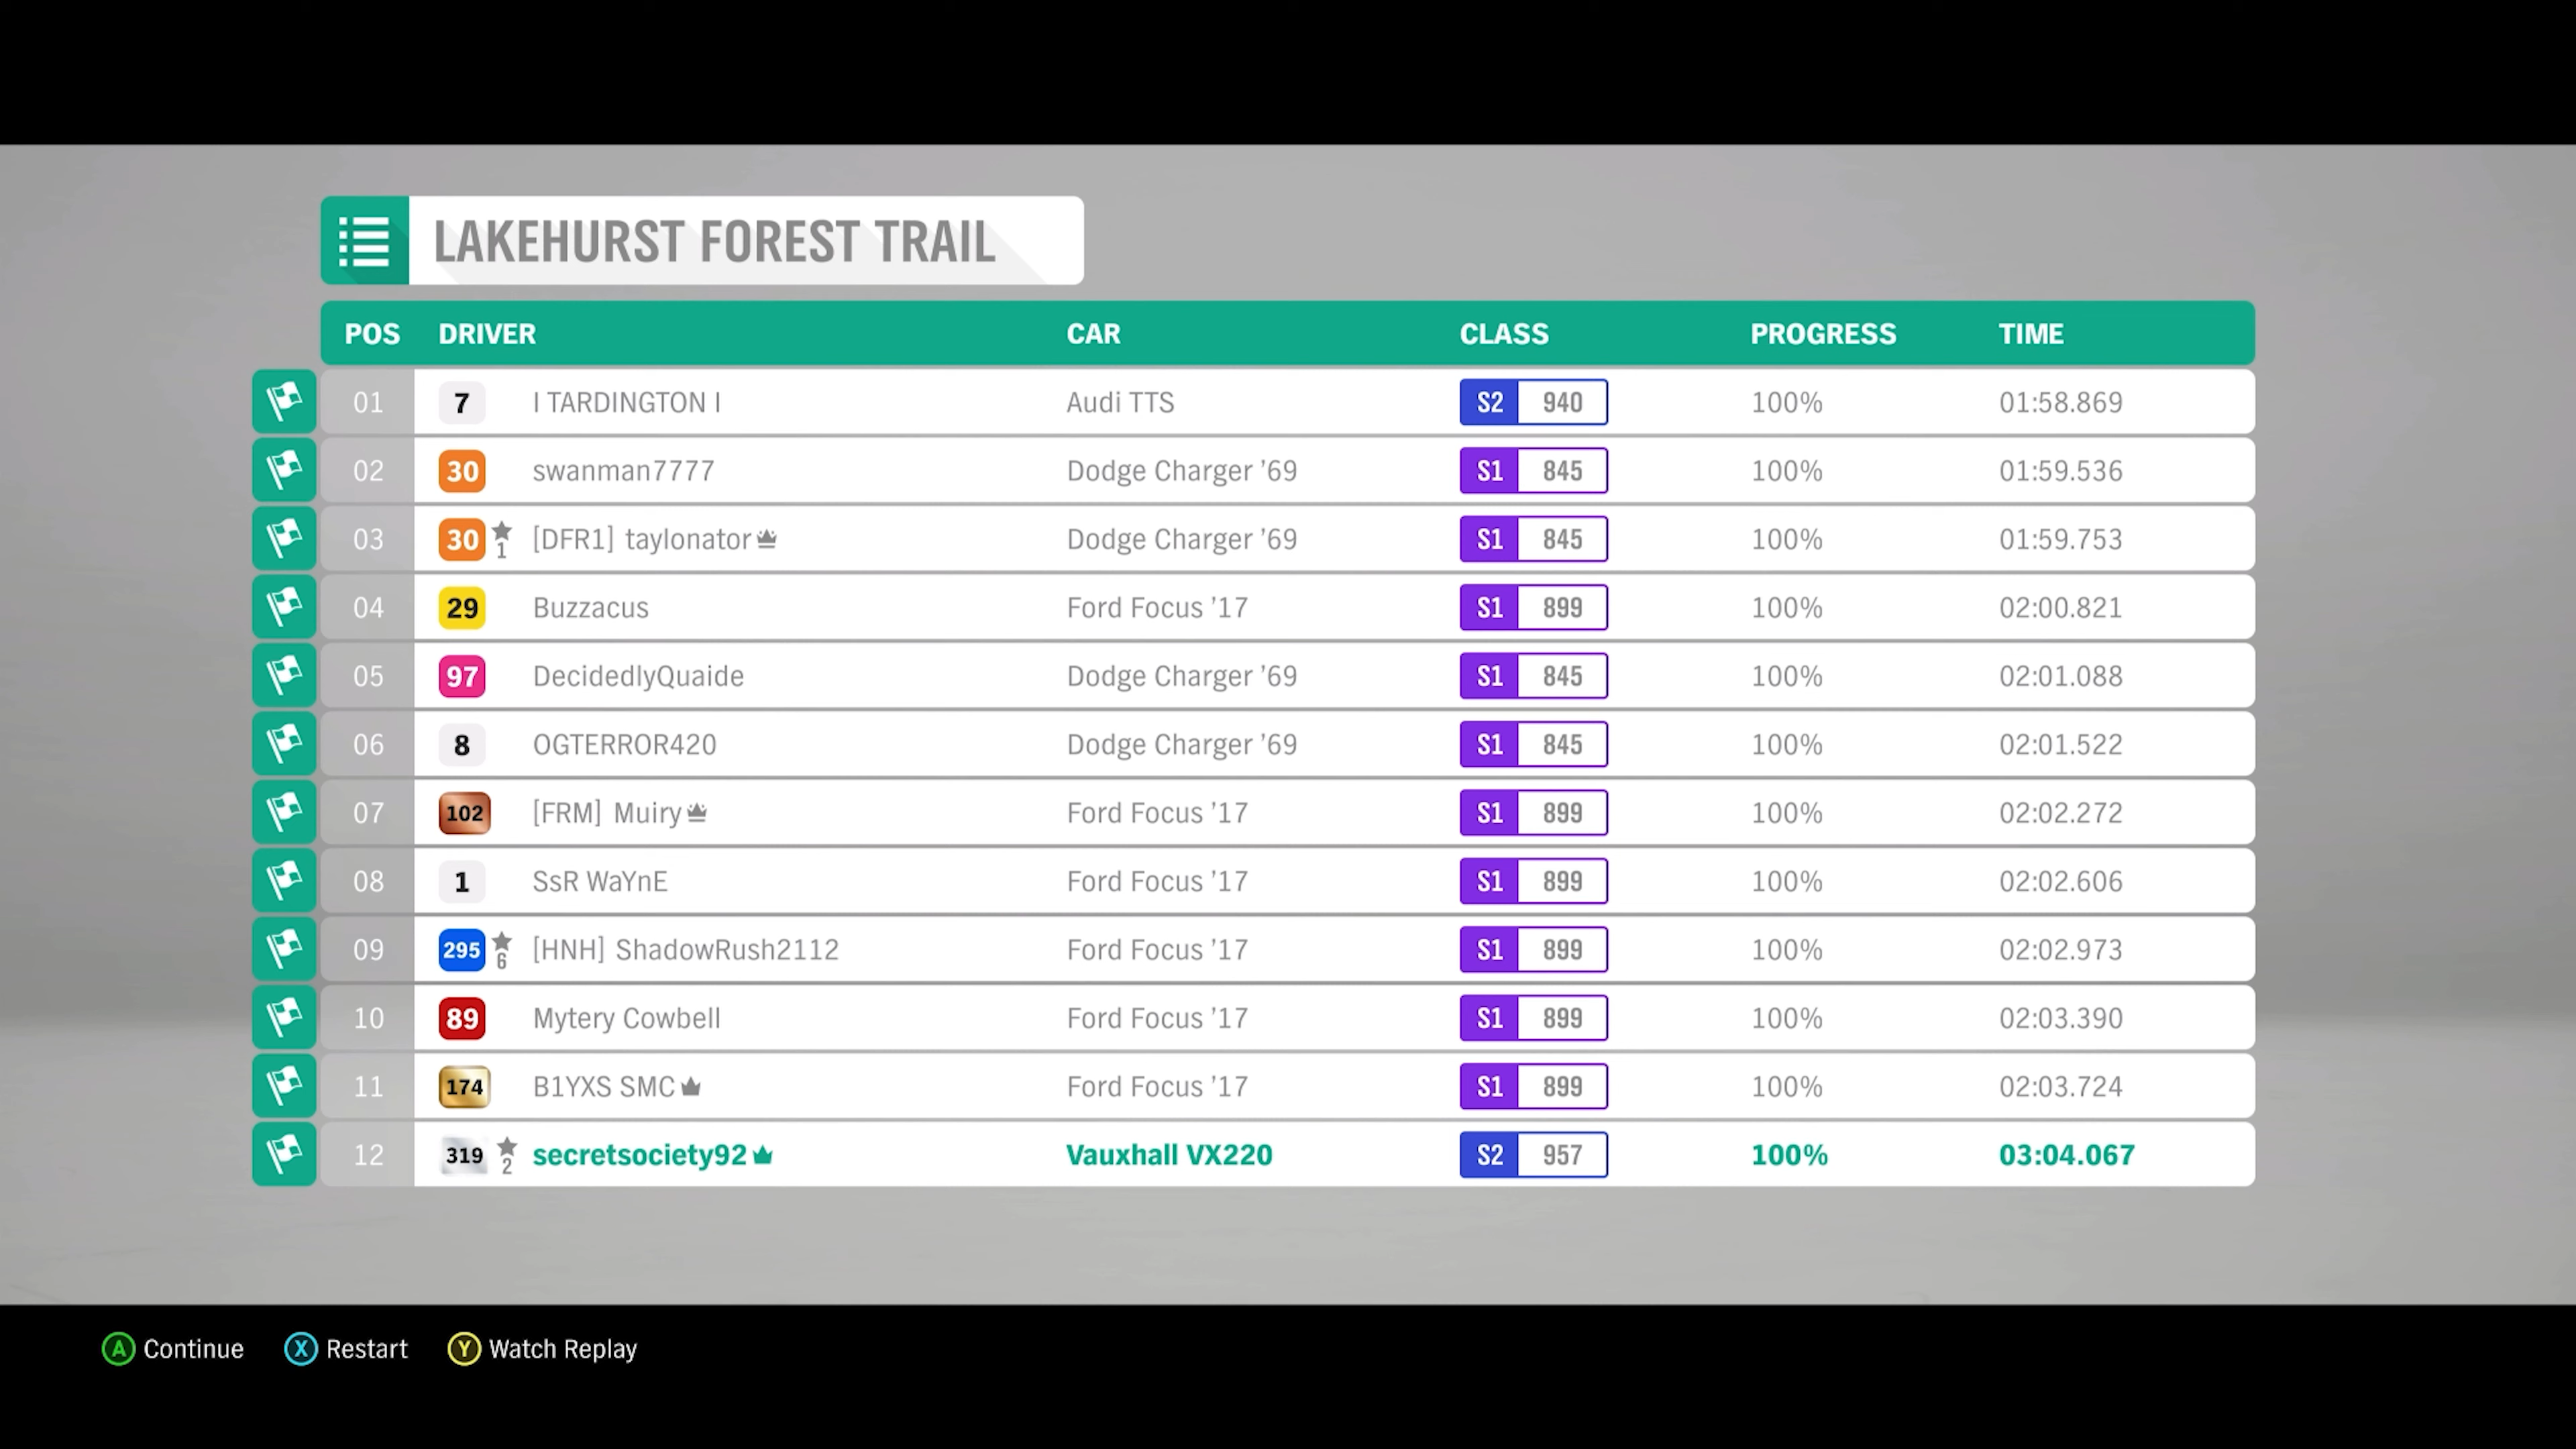 LAKEHURST FOREST TRAIL
POS DRIVER CAR CLASS PROGRESS TIME
01 7 I TARDINGTON I Audi TTS S2 940 100% 01:58.869
02 30 swanman7777 Dodge Charger '69 S1 845 100% 01:59.536
03 30 1 [DFR1] taylonator Dodge Charger '69 S1 845 100% 01:59.753
04 29 Buzzacus Ford Focus '17 S1 899 100% 02:00.821
05 97 DecidedlyQuaide Dodge Charger '69 S1 845 100% 02:01.088
06 8 OGTERROR420 Dodge Charger '69 S1 845 100% 02:01.522
07 102 [FRM] Muiry Ford Focus '17 S1 899 100% 02:02.272
08 1 SsR WaYnE Ford Focus '17 S1 899 100% 02:02.606
09 295 6 [HNH] ShadowRush2112 Ford Focus '17 S1 899 100% 02:02.973
10 89 Mytery Cowbell Ford Focus '17 S1 899 100% 02:03.390
11 174 B1YXS SMC Ford Focus '17 S1 899 100% 02:03.724
12 319 2 secretsociety92 Vauxhall VX220 S2 957 100% 03:04.067
A Continue X Restart Y Watch Replay